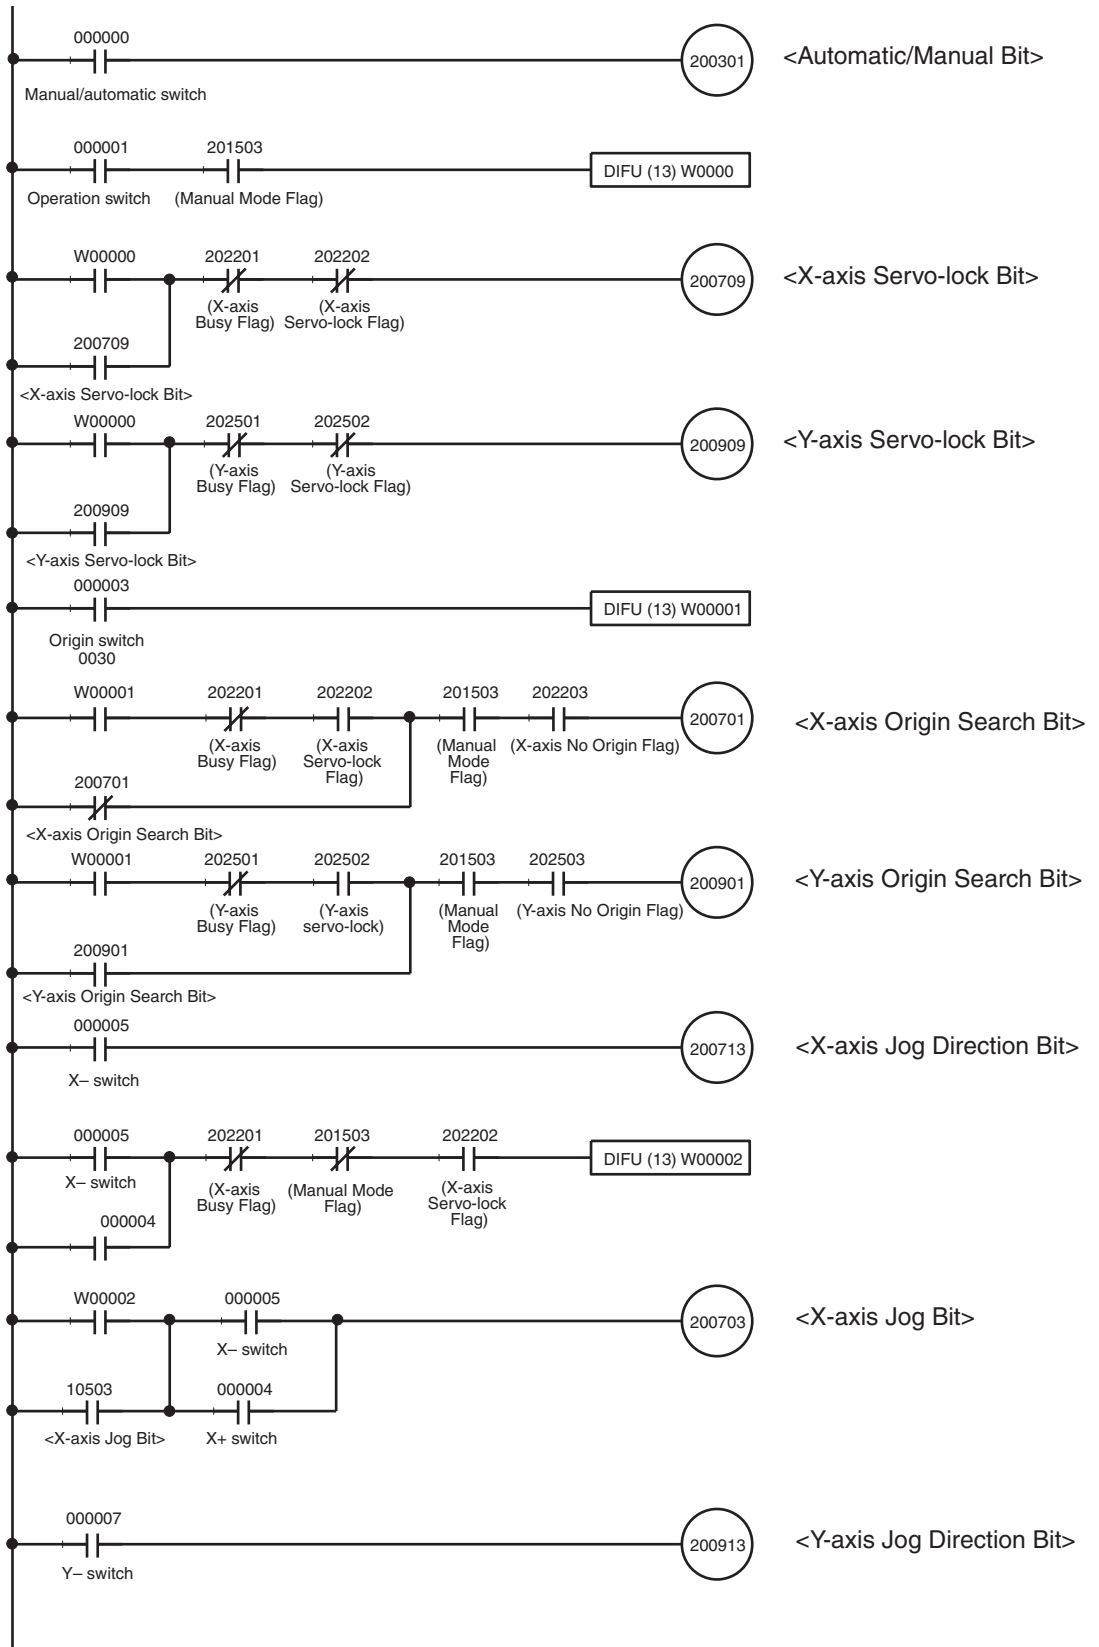 000000
200301 <Automatic/Manual Bit>
Manual/automatic switch
000001 201503
DIFU (13) W0000
Operation switch (Manual Mode Flag)
W00000 202201 202202
200709 <X-axis Servo-lock Bit>
(X-axis Busy Flag) (X-axis Servo-lock Flag)
200709
<X-axis Servo-lock Bit>
W00000 202501 202502
200909 <Y-axis Servo-lock Bit>
(Y-axis Busy Flag) (Y-axis Servo-lock Flag)
200909
<Y-axis Servo-lock Bit>
000003
DIFU (13) W00001
Origin switch
0030
W00001 202201 202202 201503 202203
200701 <X-axis Origin Search Bit>
(X-axis Busy Flag) (X-axis Servo-lock Flag) (Manual Mode Flag) (X-axis No Origin Flag)
200701
<X-axis Origin Search Bit>
W00001 202501 202502 201503 202503
200901 <Y-axis Origin Search Bit>
(Y-axis Busy Flag) (Y-axis servo-lock) (Manual Mode Flag) (Y-axis No Origin Flag)
200901
<Y-axis Origin Search Bit>
000005
200713 <X-axis Jog Direction Bit>
X– switch
000005 202201 201503 202202
DIFU (13) W00002
X– switch (X-axis Busy Flag) (Manual Mode Flag) (X-axis Servo-lock Flag)
000004
W00002 000005
200703 <X-axis Jog Bit>
X– switch
10503 000004
<X-axis Jog Bit> X+ switch
000007
200913 <Y-axis Jog Direction Bit>
Y– switch